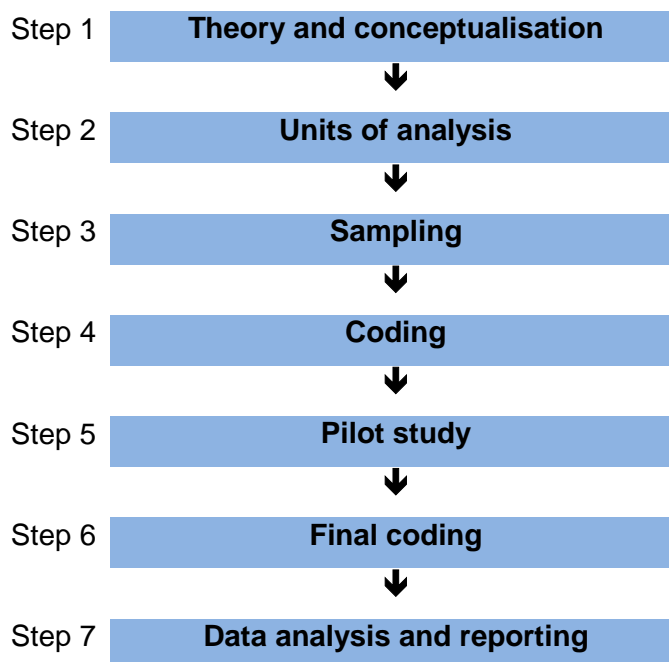 Step 1 Theory and conceptualisation
Step 2 Units of analysis
Step 3 Sampling
Step 4 Coding
Step 5 Pilot study
Step 6 Final coding
Step 7 Data analysis and reporting